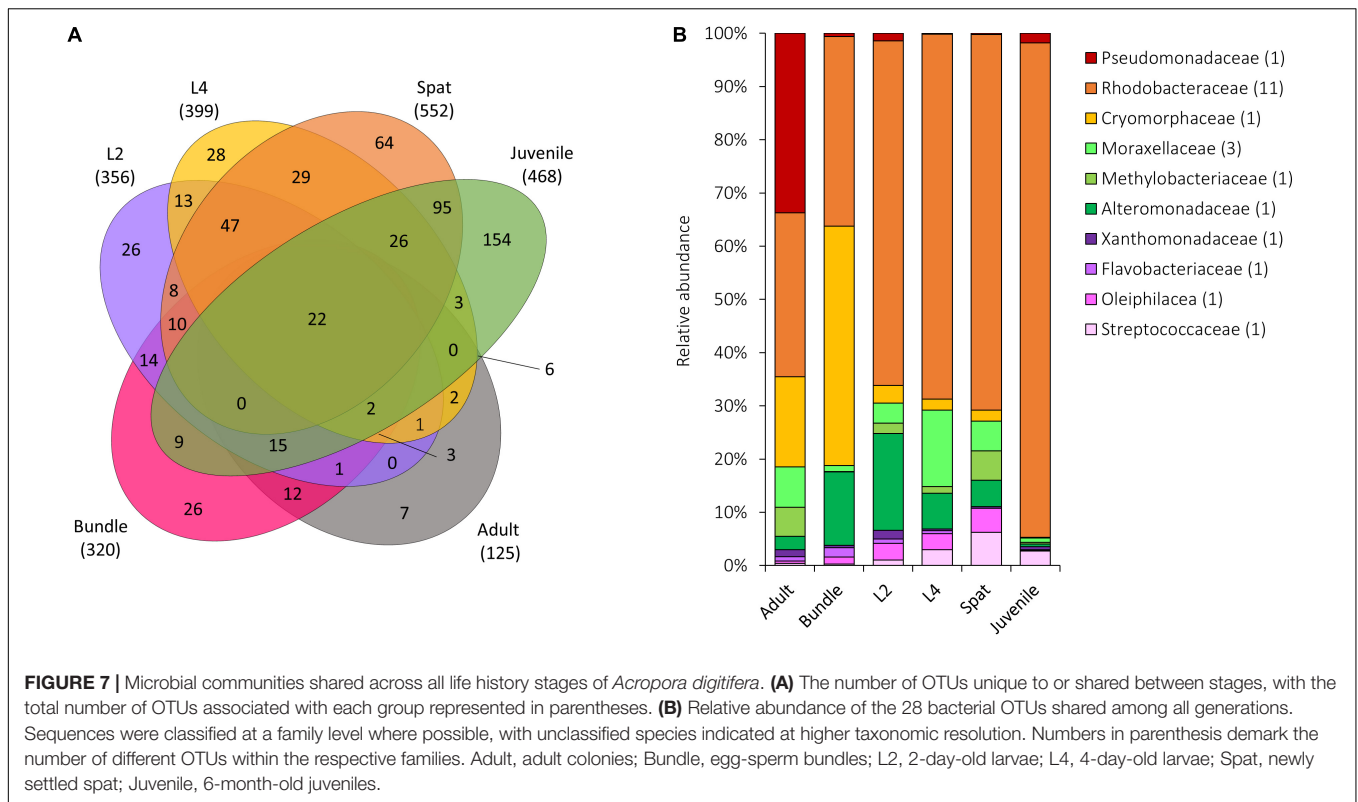 A
L4
(399)
Spat
(552)
L2
(356)
Juvenile
(468)
28
64
29
13
95
47
26
154
26
8
3
10
22
0
6
14
0
2
2
1
9
15
3
1
0
12
26
7
Bundle
(320)
Adult
(125)
B
100%
90%
80%
70%
60%
50%
40%
30%
20%
10%
0%
Relative abundance
Adult
Bundle
L2
L4
Spat
Juvenile
Pseudomonadaceae (1)
Rhodobacteraceae (11)
Cryomorphaceae (1)
Moraxellaceae (3)
Methylobacteriaceae (1)
Alteromonadaceae (1)
Xanthomonadaceae (1)
Flavobacteriaceae (1)
Oleiphilacea (1)
Streptococcaceae (1)
FIGURE 7 | Microbial communities shared across all life history stages of Acropora digitifera. (A) The number of OTUs unique to or shared between stages, with the
total number of OTUs associated with each group represented in parentheses. (B) Relative abundance of the 28 bacterial OTUs shared among all generations.
Sequences were classified at a family level where possible, with unclassified species indicated at higher taxonomic resolution. Numbers in parenthesis demark the
number of different OTUs within the respective families. Adult, adult colonies; Bundle, egg-sperm bundles; L2, 2-day-old larvae; L4, 4-day-old larvae; Spat, newly
settled spat; Juvenile, 6-month-old juveniles.